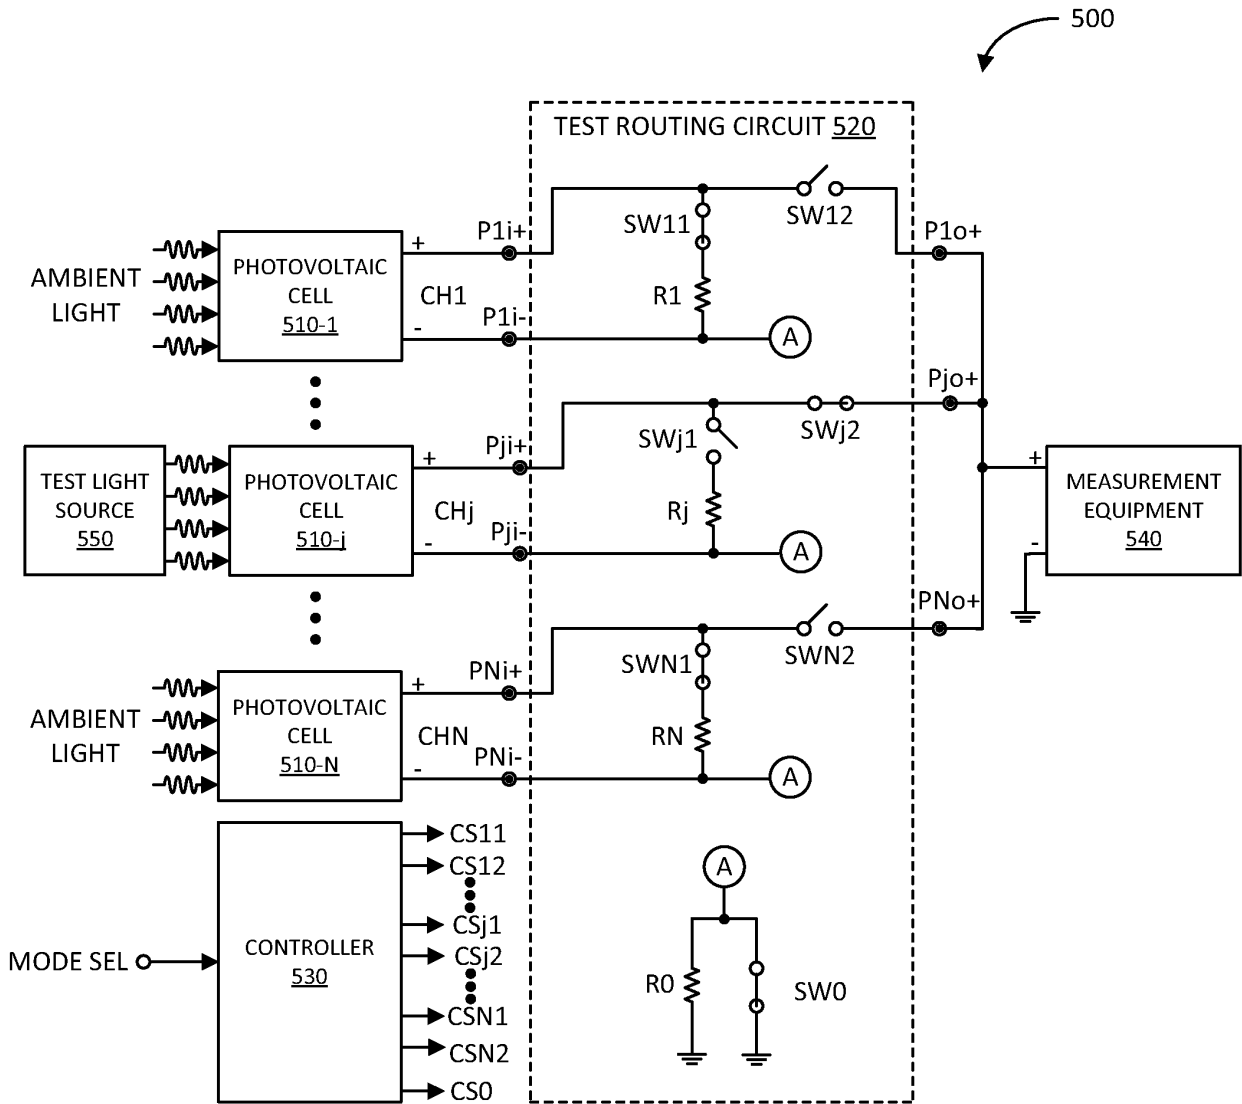 500
TEST ROUTING CIRCUIT 520
SW12
SW11
R1
P1i+
P1o+
+
PHOTOVOLTAIC
CELL
510-1
AMBIENT
LIGHT
CH1
P1i-
-
A
Pjo+
SWj2
SWj1
Pji+
+
TEST LIGHT
SOURCE
550
PHOTOVOLTAIC
CELL
510-j
CHj
Rj
Pji-
-
A
+
MEASUREMENT
EQUIPMENT
540
-
PNo+
SWN2
SWN1
PNi+
+
AMBIENT
LIGHT
PHOTOVOLTAIC
CELL
510-N
CHN
RN
PNi-
-
A
MODE SEL
CONTROLLER
530
CS11
CS12
CSj1
CSj2
CSN1
CSN2
CS0
A
R0
SW0